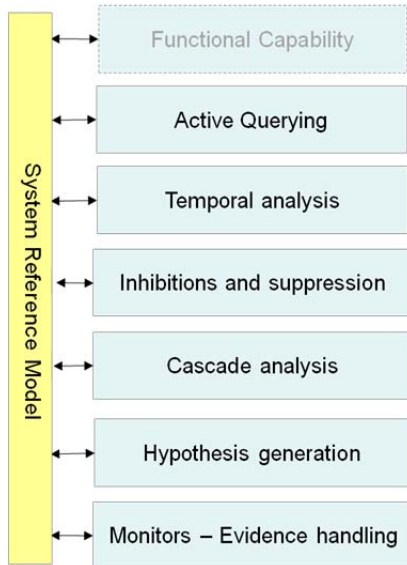 System Reference Model
Functional Capability
Active Querying
Temporal analysis
Inhibitions and suppression
Cascade analysis
Hypothesis generation
Monitors – Evidence handling